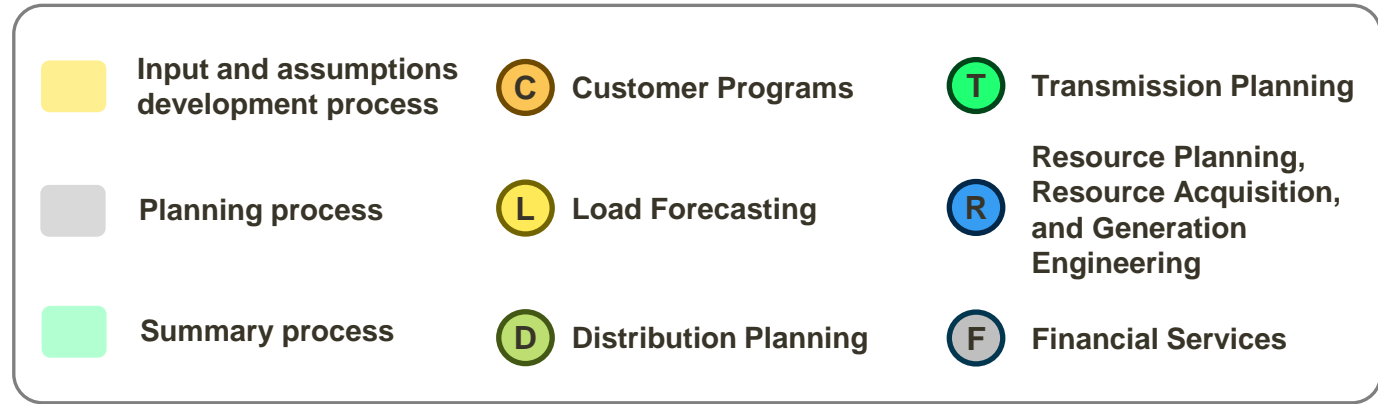 Input and assumptions
development process
C Customer Programs
T Transmission Planning
Planning process
L Load Forecasting
R Resource Planning,
Resource Acquisition,
and Generation
Engineering
Summary process
D Distribution Planning
F Financial Services